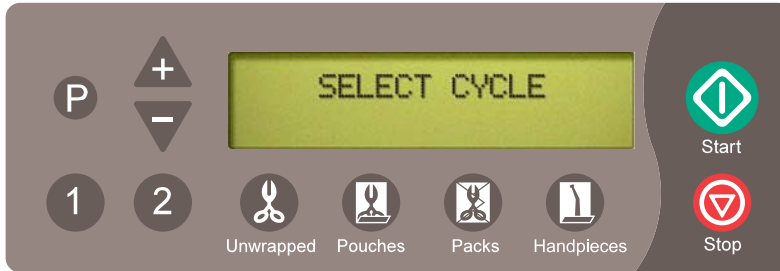 P
+
−
SELECT CYCLE
Start
1
2
Unwrapped
Pouches
Packs
Handpieces
Stop